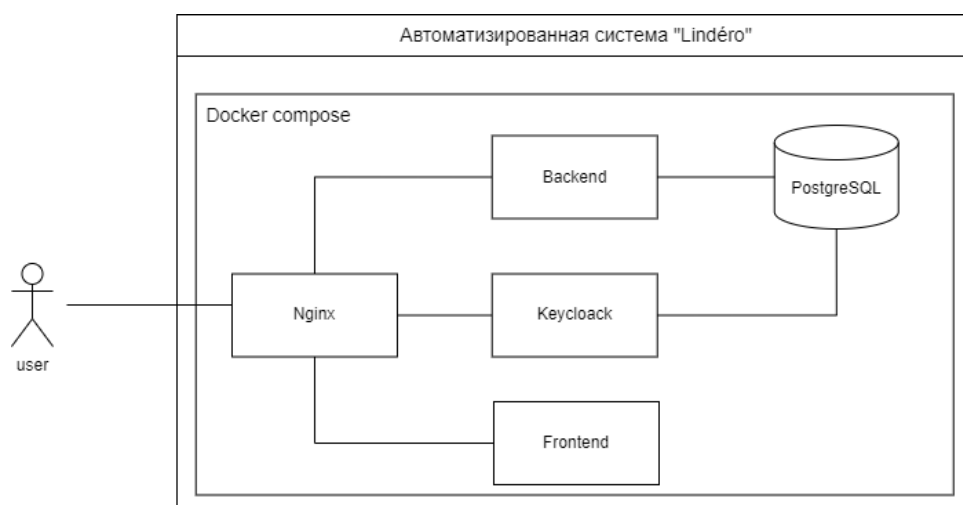 Автоматизированная система "Lindéro"
Docker compose
Backend
PostgreSQL
Nginx
Keycloack
user
Frontend